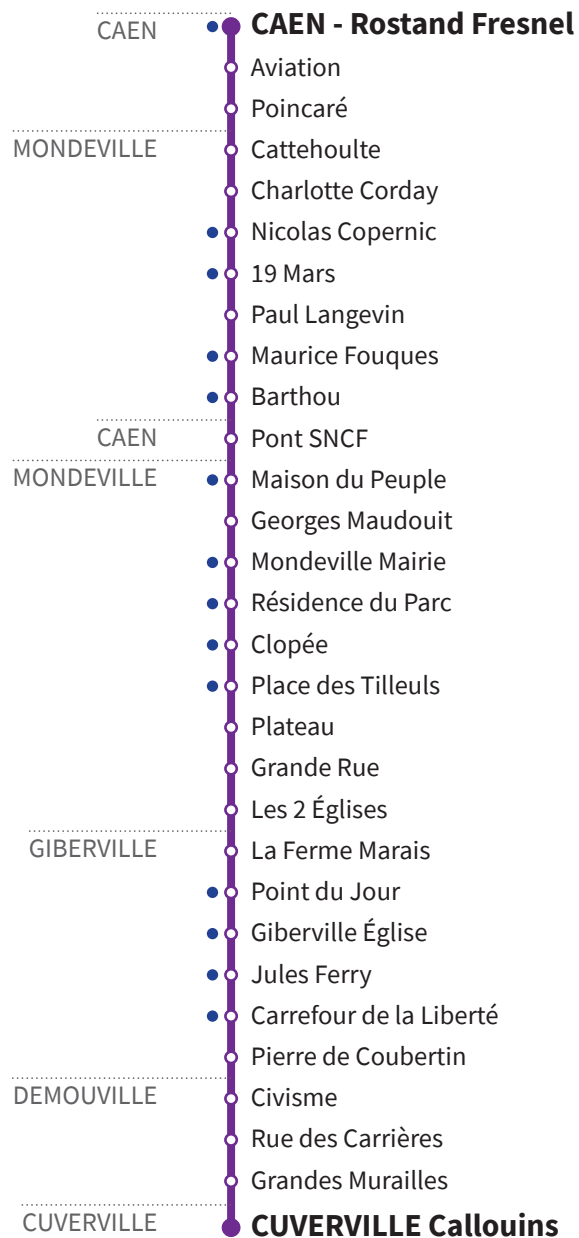 CAEN
CAEN - Rostand Fresnel
Aviation
Poincaré
MONDEVILLE
Cattehoulte
Charlotte Corday
Nicolas Copernic
19 Mars
Paul Langevin
Maurice Fouques
Barthou
CAEN
Pont SNCF
MONDEVILLE
Maison du Peuple
Georges Maudouit
Mondeville Mairie
Résidence du Parc
Clopée
Place des Tilleuls
Plateau
Grande Rue
Les 2 Églises
GIBERVILLE
La Ferme Marais
Point du Jour
Giberville Église
Jules Ferry
Carrefour de la Liberté
Pierre de Coubertin
DEMOUVILLE
Civisme
Rue des Carrières
Grandes Murailles
CUVERVILLE
CUVERVILLE Callouins